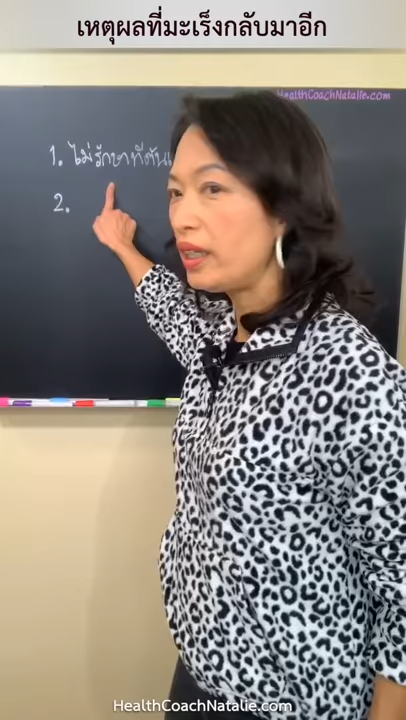 เหตุผลที่มะเร็งกลับมาอีก
HealthCoachNatalie.com
1. ไม่รักษาที่ต้น
2.
HealthCoachNatalie.com